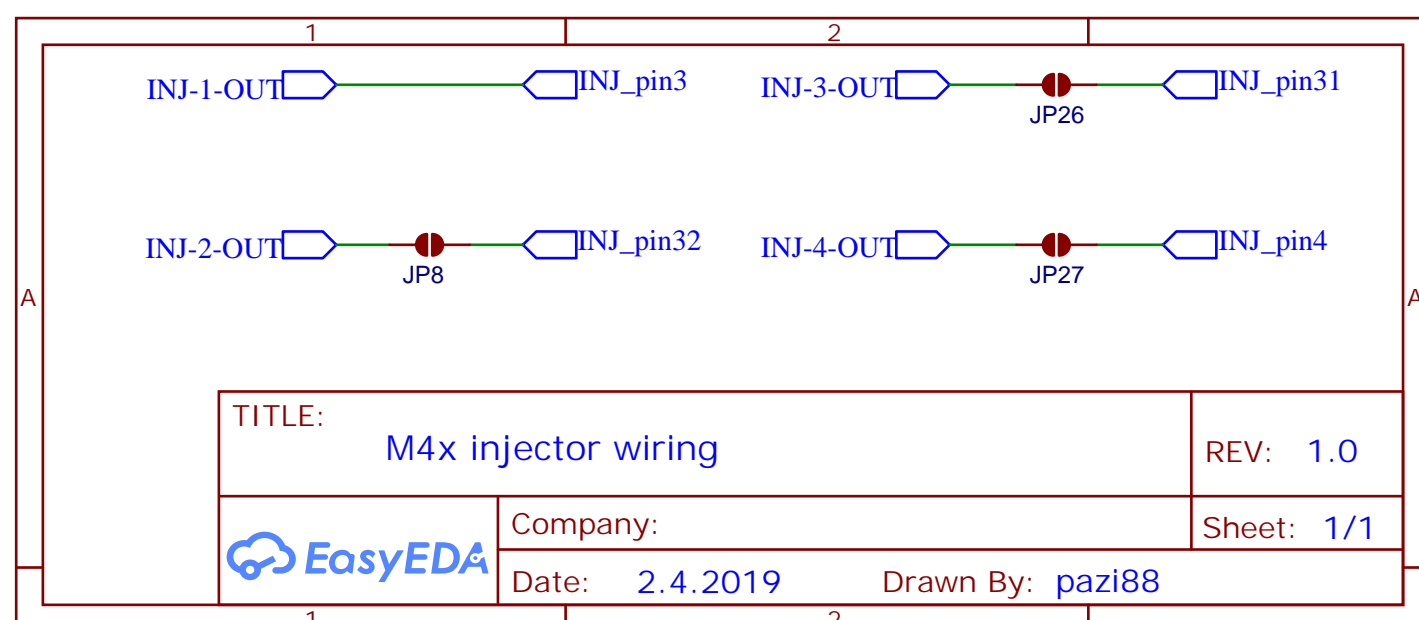 1 2
INJ-1-OUT INJ_pin3 INJ-3-OUT INJ_pin31
JP26
INJ-2-OUT INJ_pin32 INJ-4-OUT INJ_pin4
JP8 JP27
A A
TITLE:
M4x injector wiring
REV: 1.0
EasyEDA
Company:
Sheet: 1/1
Date: 2.4.2019 Drawn By: pazi88
1 2